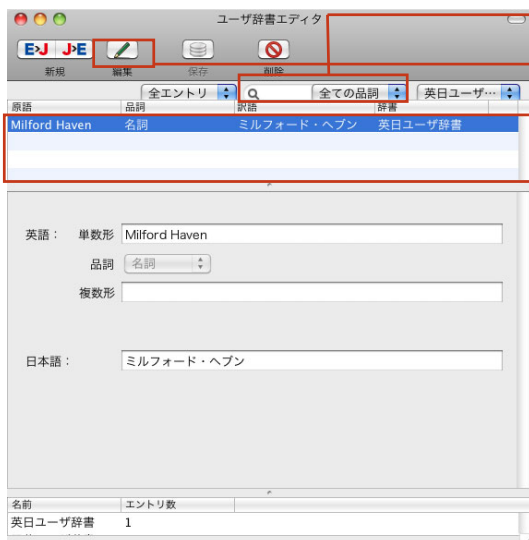 ユーザ辞書エディタ
E›J J›E
新規 編集 保存 削除
全エントリ 全ての品詞 英日ユーザ…
原語 品詞 訳語 辞書
Milford Haven 名詞 ミルフォード・ヘブン 英日ユーザ辞書
英語： 単数形 Milford Haven
品詞 名詞
複数形
日本語： ミルフォード・ヘブン
名前 エントリ数
英日ユーザ辞書 1